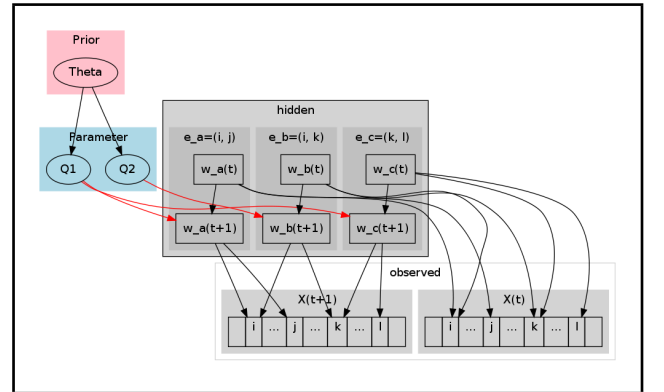 Prior
Theta
Parameter
Q1
Q2
hidden
e_a=(i, j)
e_b=(i, k)
e_c=(k, l)
w_a(t)
w_b(t)
w_c(t)
w_a(t+1)
w_b(t+1)
w_c(t+1)
observed
X(t+1)
i ... j ... k ... l
X(t)
i ... j ... k ... l